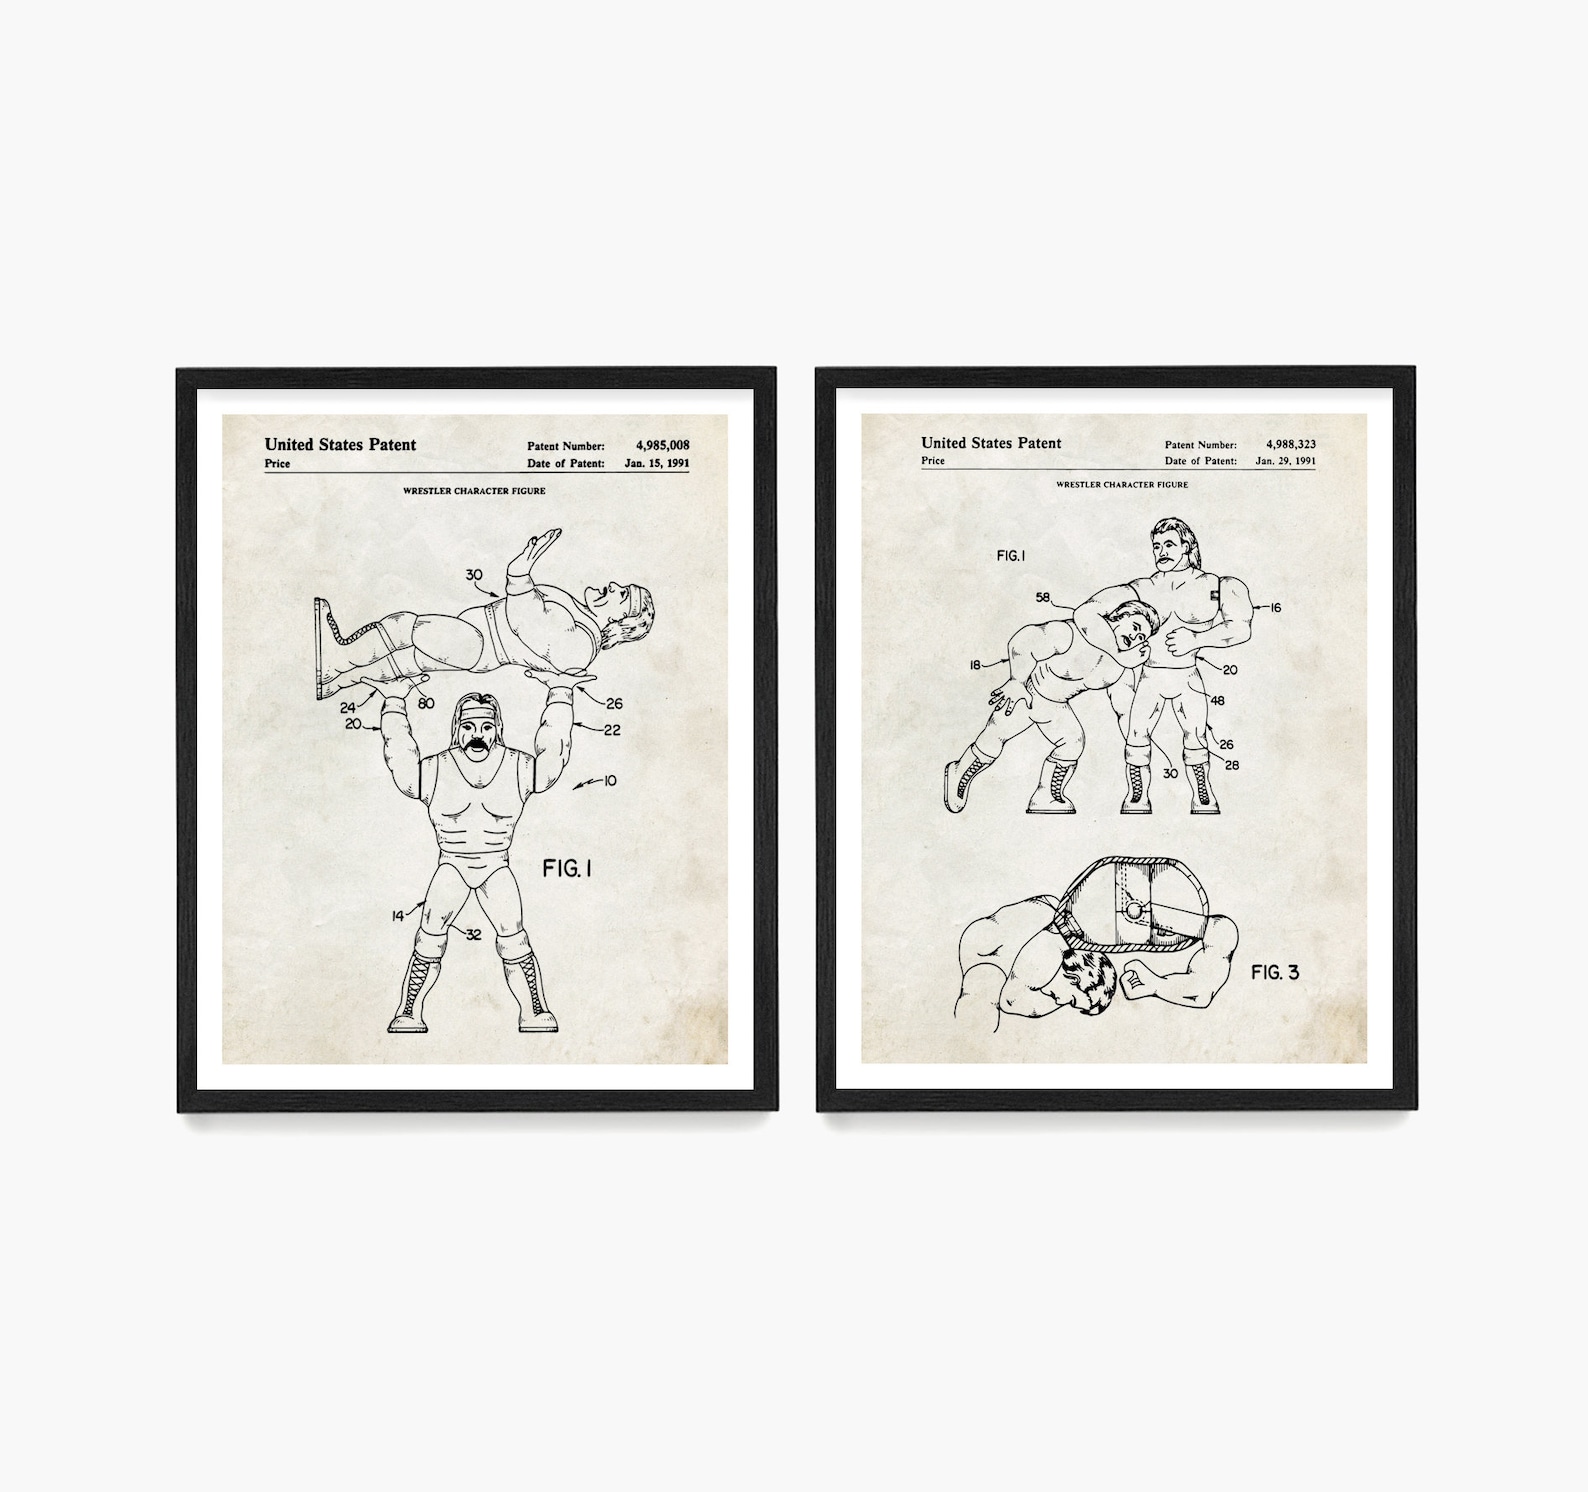 United States Patent Patent Number: 4,985,008
Price Date of Patent: Jan. 15, 1991
WRESTLER CHARACTER FIGURE
30
24
80
26
20
22
10
FIG. 1
14
32
United States Patent Patent Number: 4,988,323
Price Date of Patent: Jan. 29, 1991
WRESTLER CHARACTER FIGURE
FIG. 1
58
16
18
20
48
26
28
30
FIG. 3